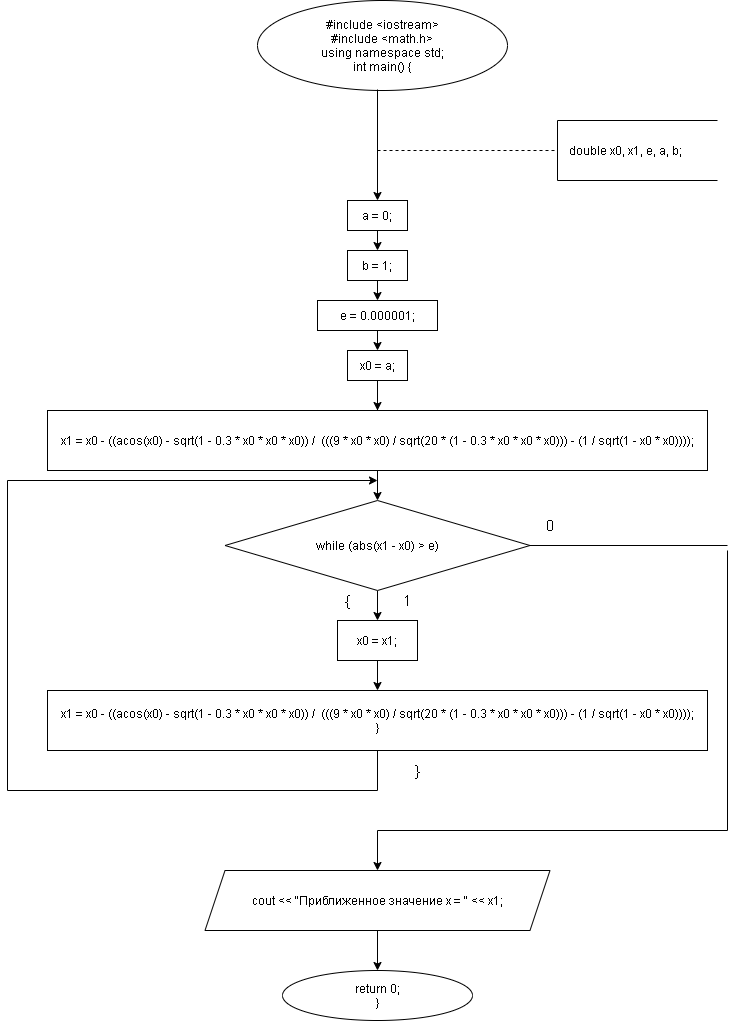 #include <iostream>
#include <math.h>
using namespace std;
int main() {
double x0, x1, e, a, b;
a = 0;
b = 1;
e = 0.000001;
x0 = a;
x1 = x0 - ((acos(x0) - sqrt(1 - 0.3 * x0 * x0 * x0)) / (((9 * x0 * x0) / sqrt(20 * (1 - 0.3 * x0 * x0 * x0))) - (1 / sqrt(1 - x0 * x0))));
0
while (abs(x1 - x0) > e)
{ 1
x0 = x1;
x1 = x0 - ((acos(x0) - sqrt(1 - 0.3 * x0 * x0 * x0)) / (((9 * x0 * x0) / sqrt(20 * (1 - 0.3 * x0 * x0 * x0))) - (1 / sqrt(1 - x0 * x0))));
}
}
cout << "Приближенное значение x = " << x1;
return 0;
}